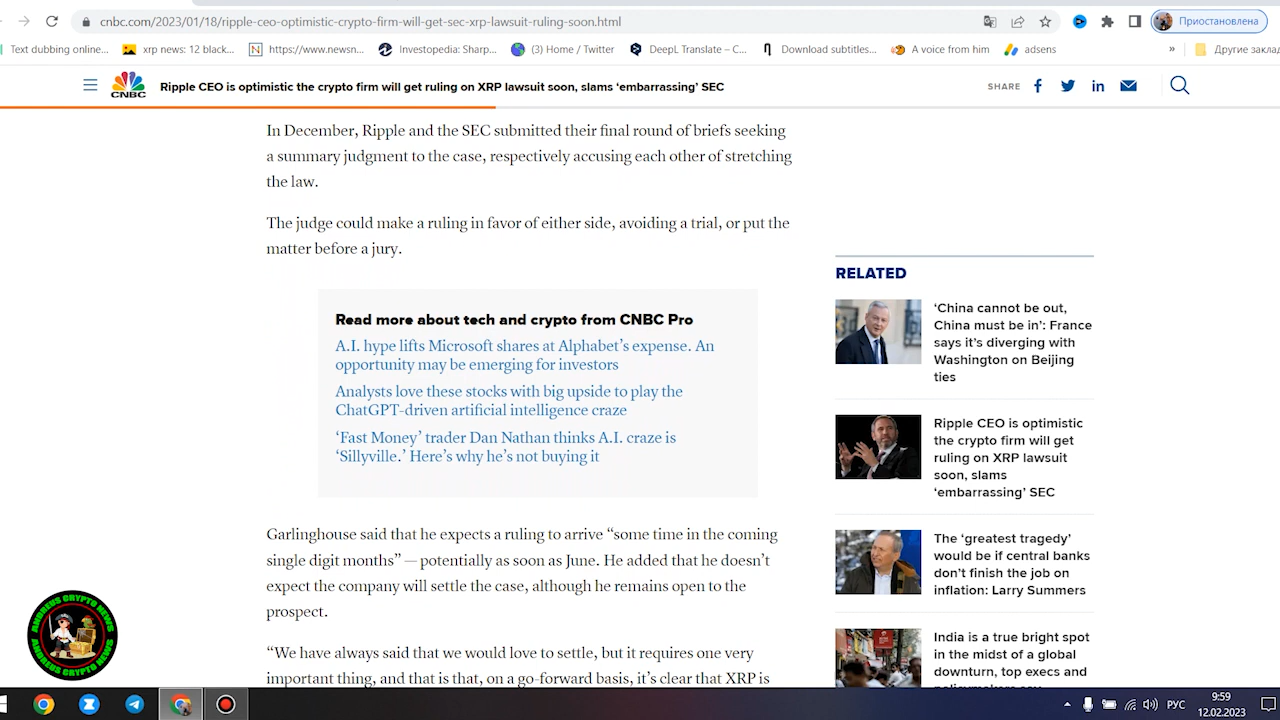 cnbc.com/2023/01/18/ripple-ceo-optimistic-crypto-firm-will-get-sec-xrp-lawsuit-ruling-soon.html
Приостановлена
Text dubbing online...
xrp news: 12 black...
https://www.newsn...
Investopedia: Sharp...
(3) Home / Twitter
DeepL Translate – C...
Download subtitles...
A voice from him
adsens
»
Другие закла
CNBC
Ripple CEO is optimistic the crypto firm will get ruling on XRP lawsuit soon, slams ‘embarrassing’ SEC
SHARE
In December, Ripple and the SEC submitted their final round of briefs seeking
a summary judgment to the case, respectively accusing each other of stretching
the law.
The judge could make a ruling in favor of either side, avoiding a trial, or put the
matter before a jury.
Read more about tech and crypto from CNBC Pro
A.I. hype lifts Microsoft shares at Alphabet’s expense. An
opportunity may be emerging for investors
Analysts love these stocks with big upside to play the
ChatGPT-driven artificial intelligence craze
‘Fast Money’ trader Dan Nathan thinks A.I. craze is
‘Sillyville.’ Here’s why he’s not buying it
Garlinghouse said that he expects a ruling to arrive “some time in the coming
single digit months” — potentially as soon as June. He added that he doesn’t
expect the company will settle the case, although he remains open to the
prospect.
“We have always said that we would love to settle, but it requires one very
important thing, and that is that, on a go-forward basis, it’s clear that XRP is
RELATED
‘China cannot be out,
China must be in’: France
says it’s diverging with
Washington on Beijing
ties
Ripple CEO is optimistic
the crypto firm will get
ruling on XRP lawsuit
soon, slams
‘embarrassing’ SEC
The ‘greatest tragedy’
would be if central banks
don’t finish the job on
inflation: Larry Summers
India is a true bright spot
in the midst of a global
downturn, top execs and
ANDREUS CRYPTO NEWS
ANDREUS CRYPTO NEWS
РУС
9:59
12.02.2023